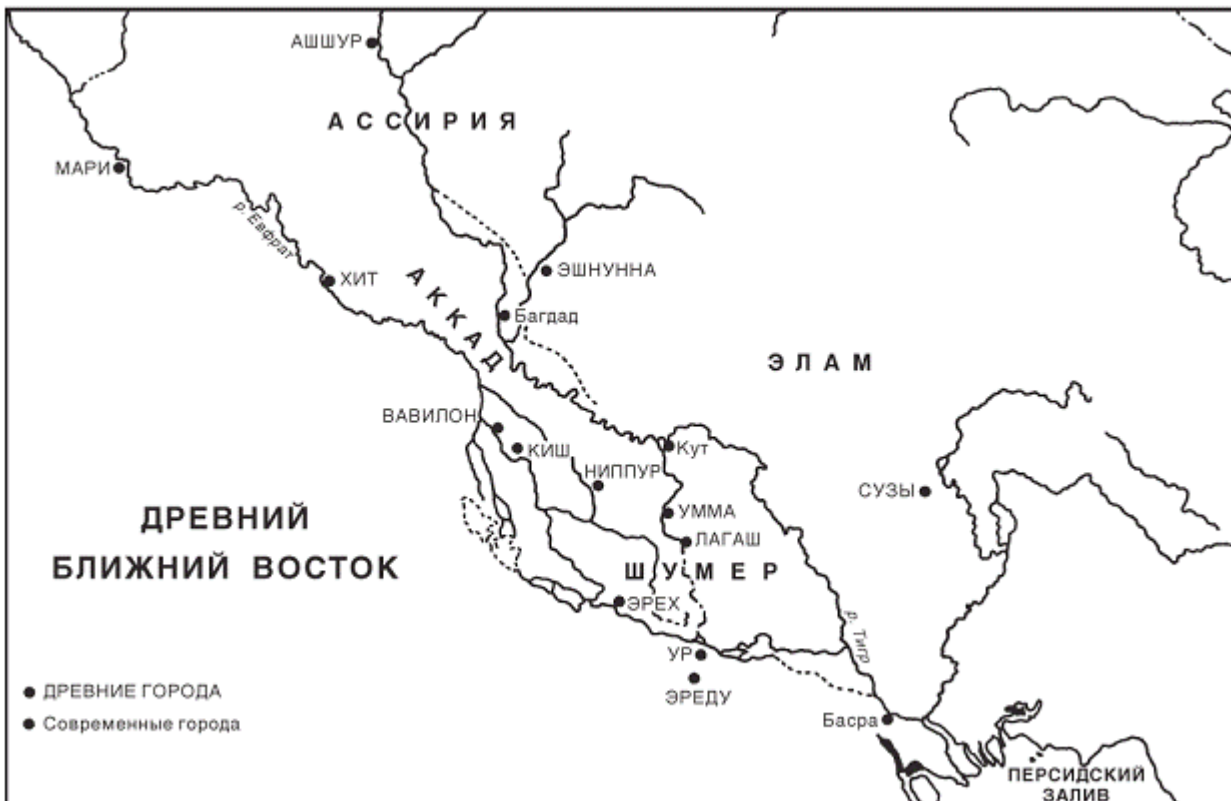 АШШУР
АССИРИЯ
МАРИ
р. Евфрат
ХИТ
АККАД
ЭШНУННА
Багдад
ЭЛАМ
ВАВИЛОН
КИШ
НИППУР
Кут
СУЗЫ
УММА
ЛАГАШ
ДРЕВНИЙ
БЛИЖНИЙ ВОСТОК
ШУМЕР
ЭРЕХ
р. Тигр
УР
ЭРЕДУ
ДРЕВНИЕ ГОРОДА
Современные города
Басра
ПЕРСИДСКИЙ
ЗАЛИВ